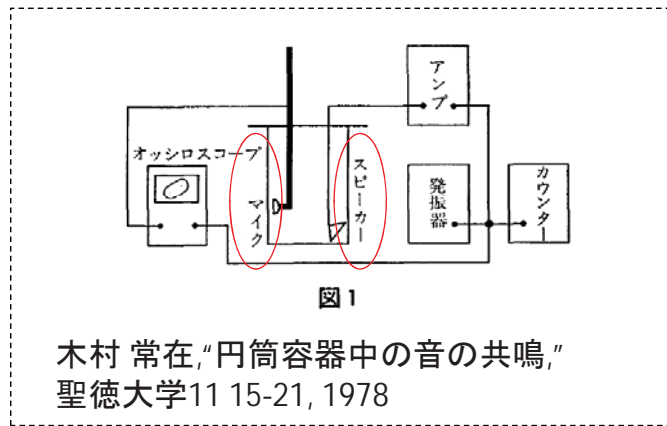 アンプ
オッシロスコープ
マイク
スピーカー
発振器
カウンター
図1
木村 常在,“円筒容器中の音の共鳴,”
聖徳大学11 15-21, 1978